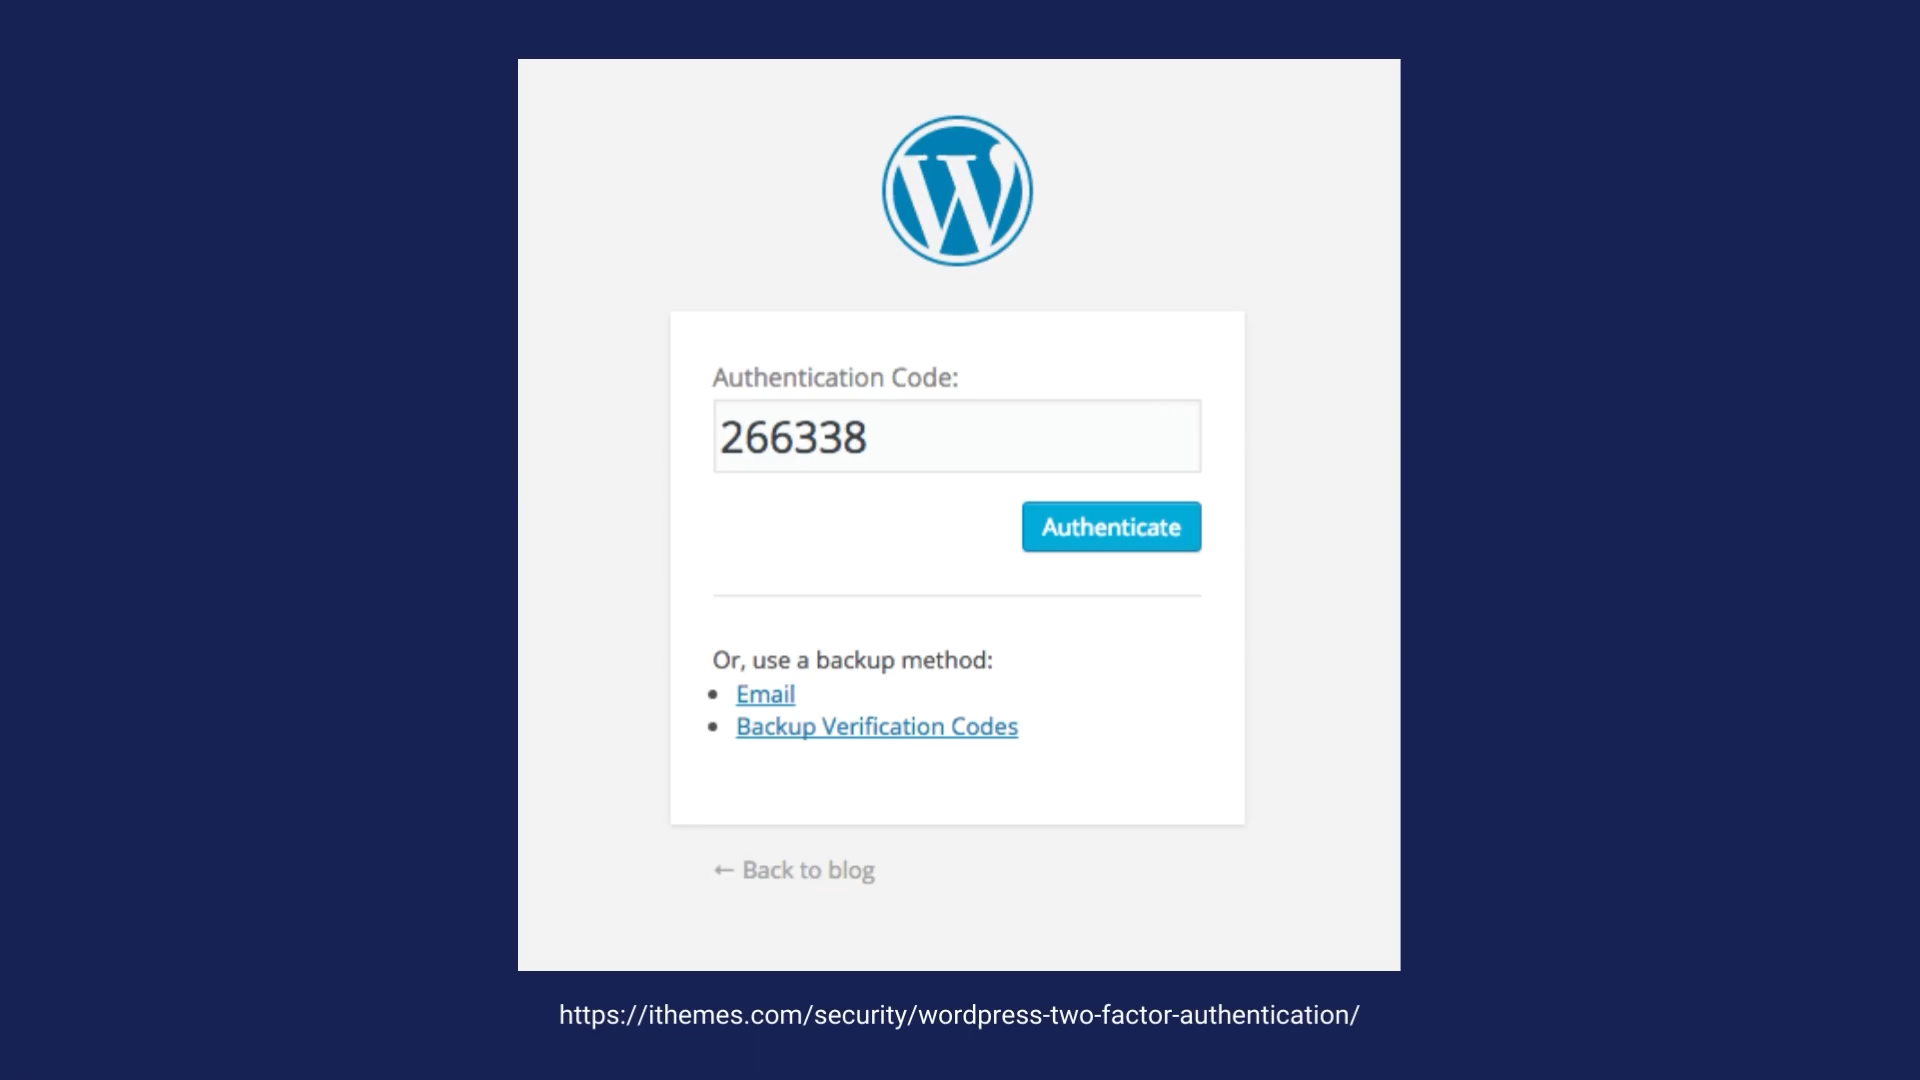 Authentication Code:
266338
Authenticate
Or, use a backup method:
• Email
• Backup Verification Codes
← Back to blog
https://ithemes.com/security/wordpress-two-factor-authentication/